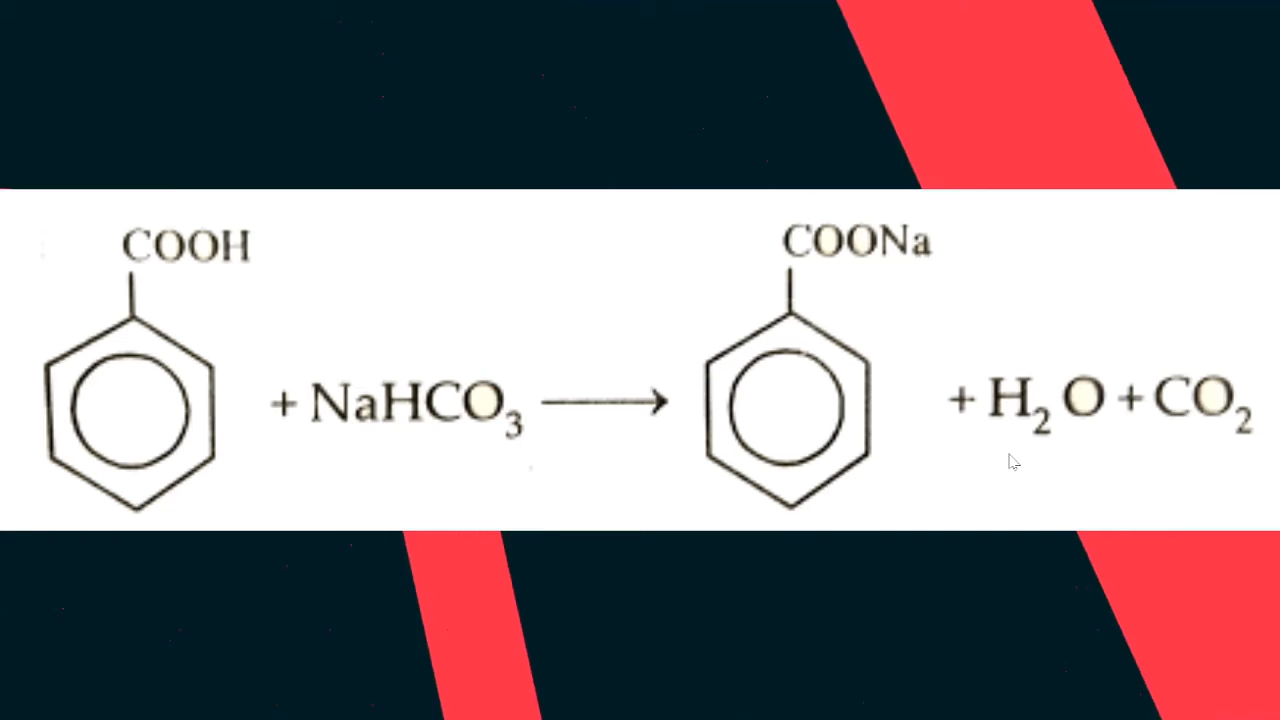 COOH
COONa
+ NaHCO₃ ⟶ + H₂O + CO₂